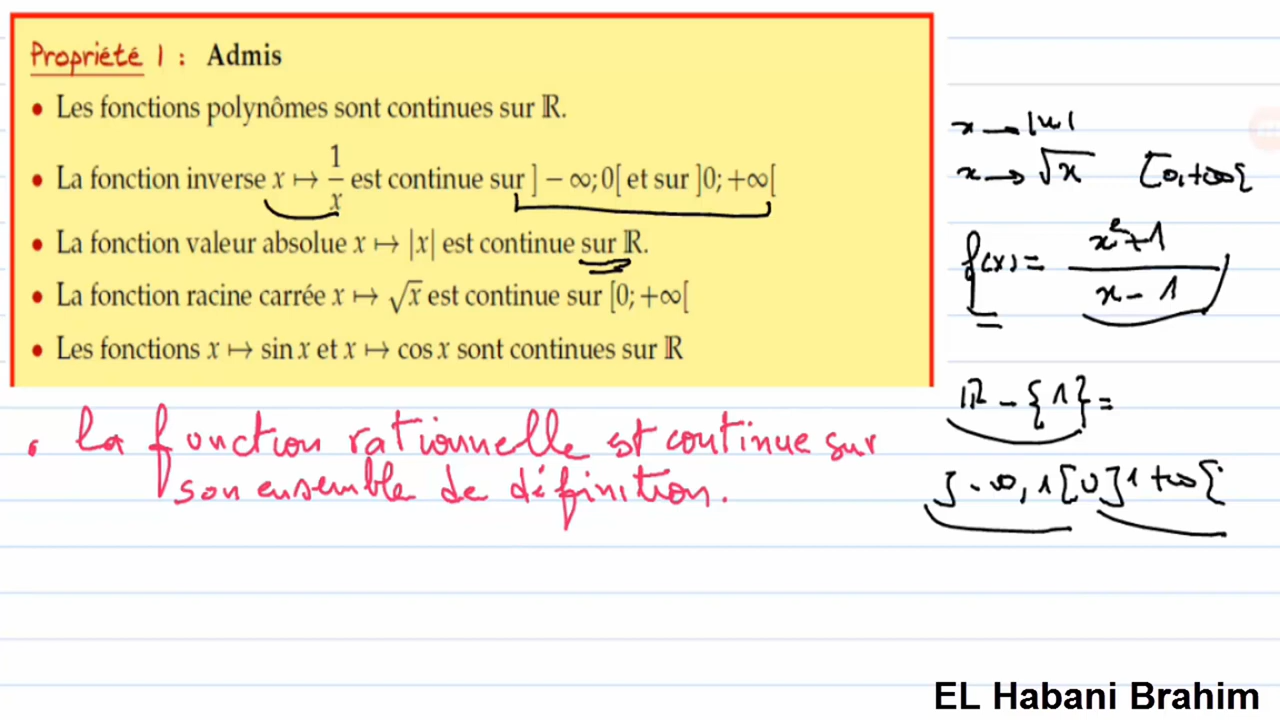 Propriété 1 : Admis
• Les fonctions polynômes sont continues sur ℝ.
• La fonction inverse x ↦ 1/x est continue sur ]−∞;0[ et sur ]0;+∞[
• La fonction valeur absolue x ↦ |x| est continue sur ℝ.
• La fonction racine carrée x ↦ √x est continue sur [0;+∞[
• Les fonctions x ↦ sin x et x ↦ cos x sont continues sur ℝ
• La fonction rationnelle est continue sur
son ensemble de définition.
x → |x|
x → √x [0,+∞[
f(x) = (x²+1)/(x−1)
ℝ − {1} =
]−∞,1[ ∪ ]1 +∞[
EL Habani Brahim